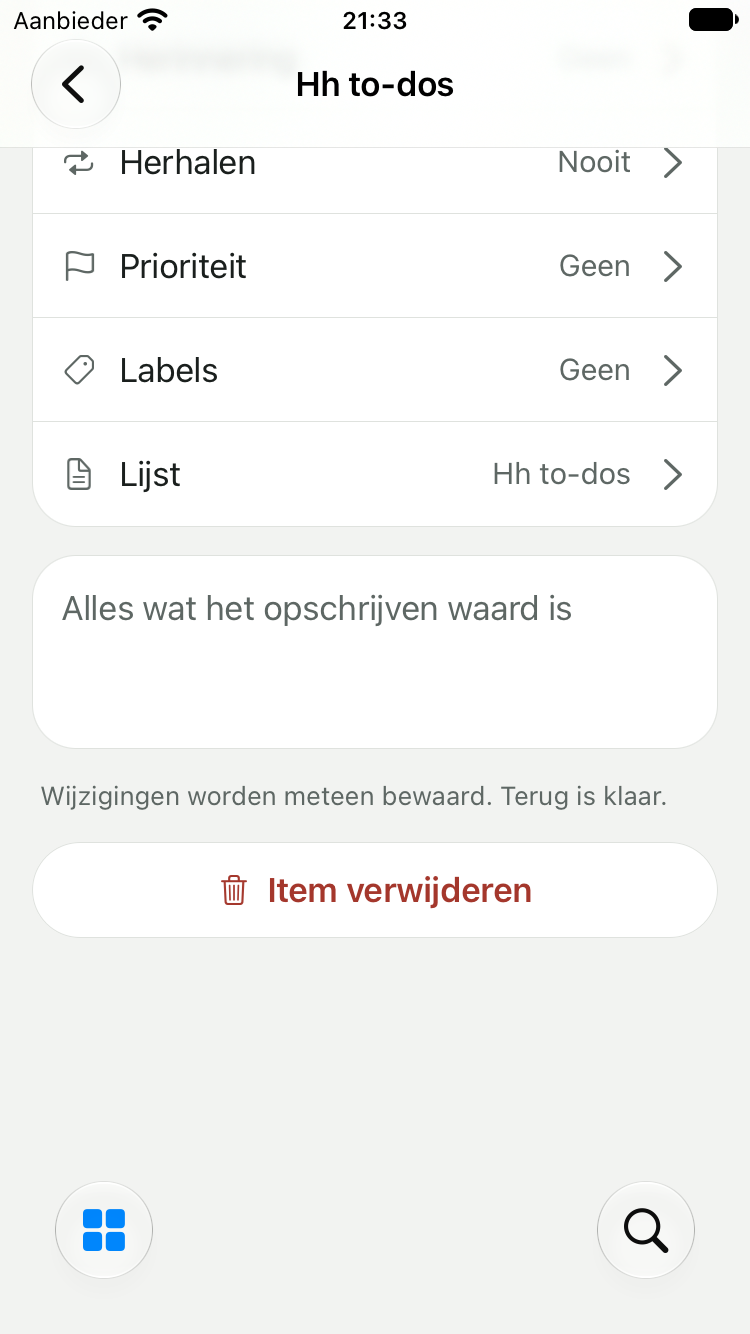 Aanbieder 21:33
Hh to-dos
Herhalen Nooit
Prioriteit Geen
Labels Geen
Lijst Hh to-dos
Alles wat het opschrijven waard is
Wijzigingen worden meteen bewaard. Terug is klaar.
Item verwijderen